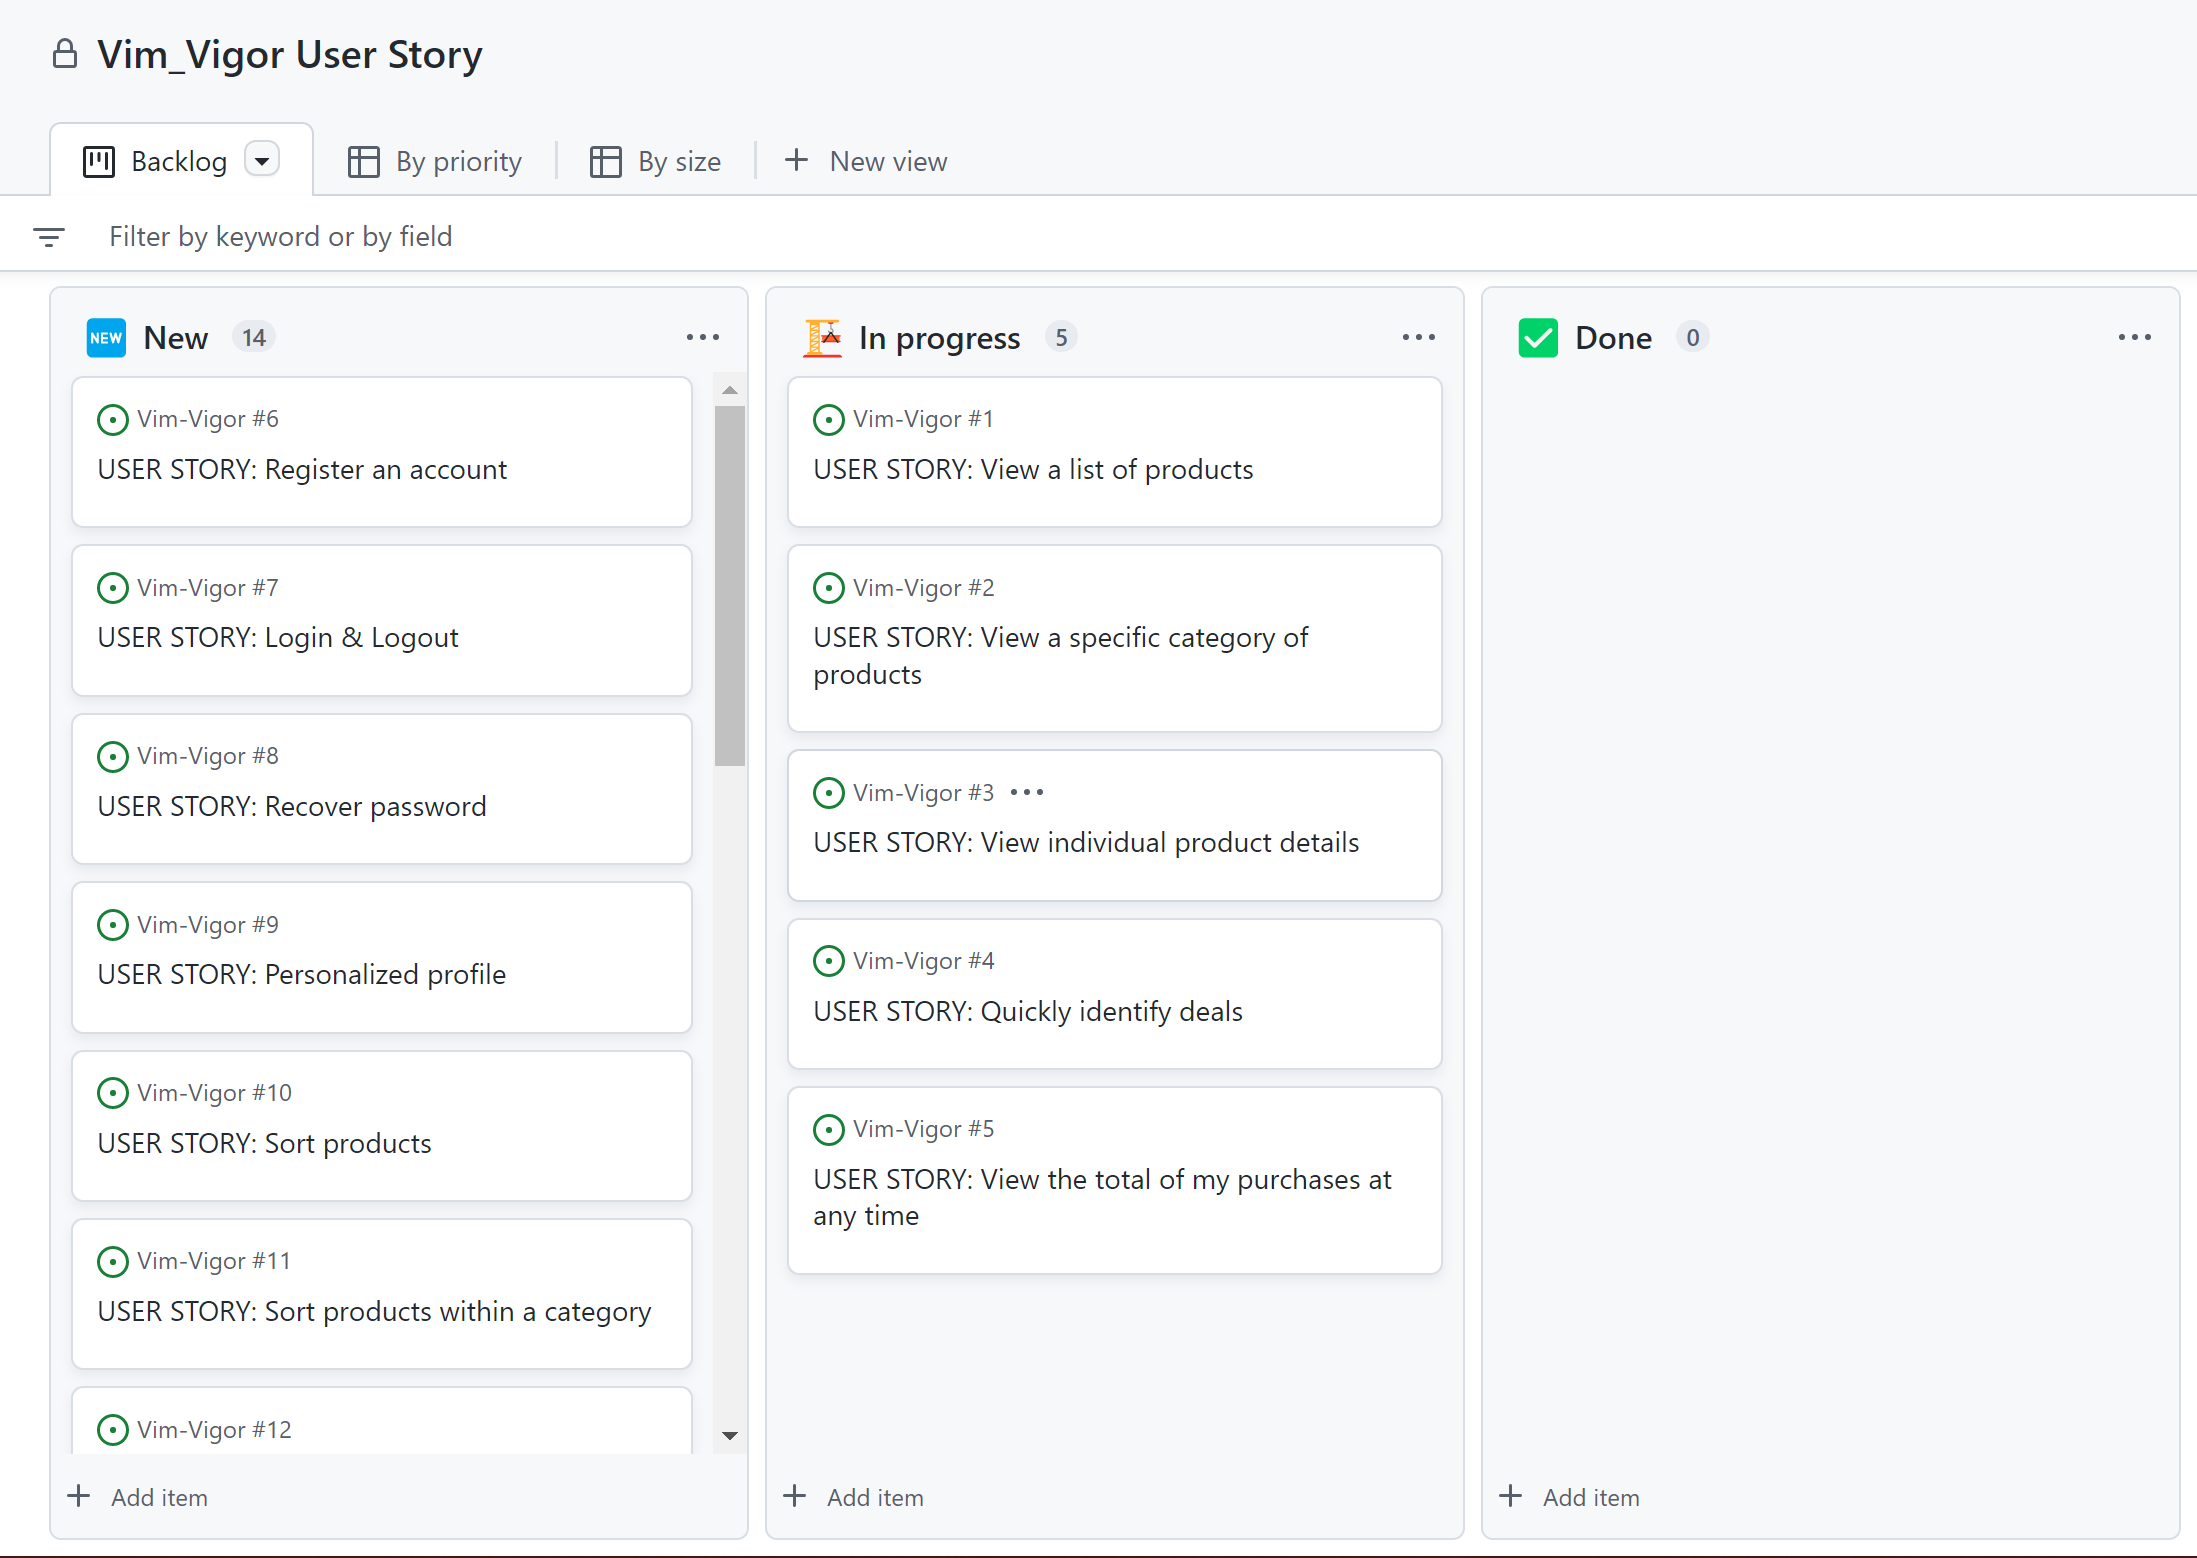 Vim_Vigor User Story
Backlog
By priority
By size
New view
Filter by keyword or by field
NEW
New 14
Vim-Vigor #6
USER STORY: Register an account
Vim-Vigor #7
USER STORY: Login & Logout
Vim-Vigor #8
USER STORY: Recover password
Vim-Vigor #9
USER STORY: Personalized profile
Vim-Vigor #10
USER STORY: Sort products
Vim-Vigor #11
USER STORY: Sort products within a category
Vim-Vigor #12
Add item
In progress 5
Vim-Vigor #1
USER STORY: View a list of products
Vim-Vigor #2
USER STORY: View a specific category of
products
Vim-Vigor #3
USER STORY: View individual product details
Vim-Vigor #4
USER STORY: Quickly identify deals
Vim-Vigor #5
USER STORY: View the total of my purchases at
any time
Add item
Done 0
Add item